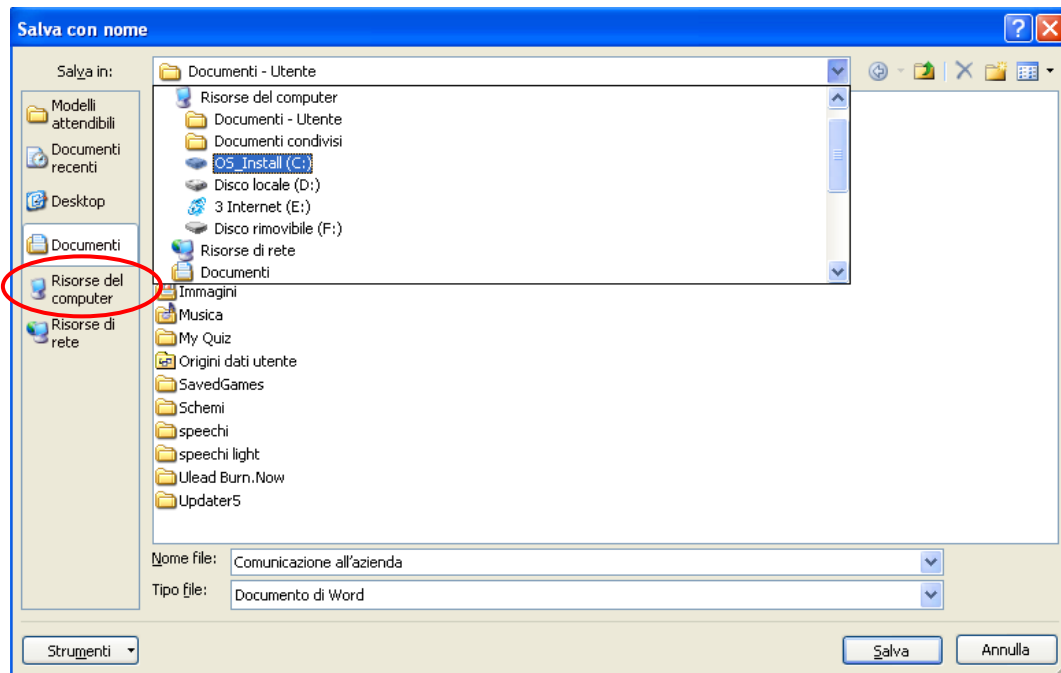 Salva con nome
Salva in:
Documenti - Utente
Risorse del computer
Documenti - Utente
Documenti condivisi
OS_Install (C:)
Disco locale (D:)
3 Internet (E:)
Disco rimovibile (F:)
Risorse di rete
Documenti
Modelli
attendibili
Documenti
recenti
Desktop
Documenti
Risorse del
computer
Risorse di
rete
Immagini
Musica
My Quiz
Origini dati utente
SavedGames
Schemi
speechi
speechi light
Ulead Burn.Now
Updater5
Nome file:
Comunicazione all'azienda
Tipo file:
Documento di Word
Strumenti
Salva
Annulla